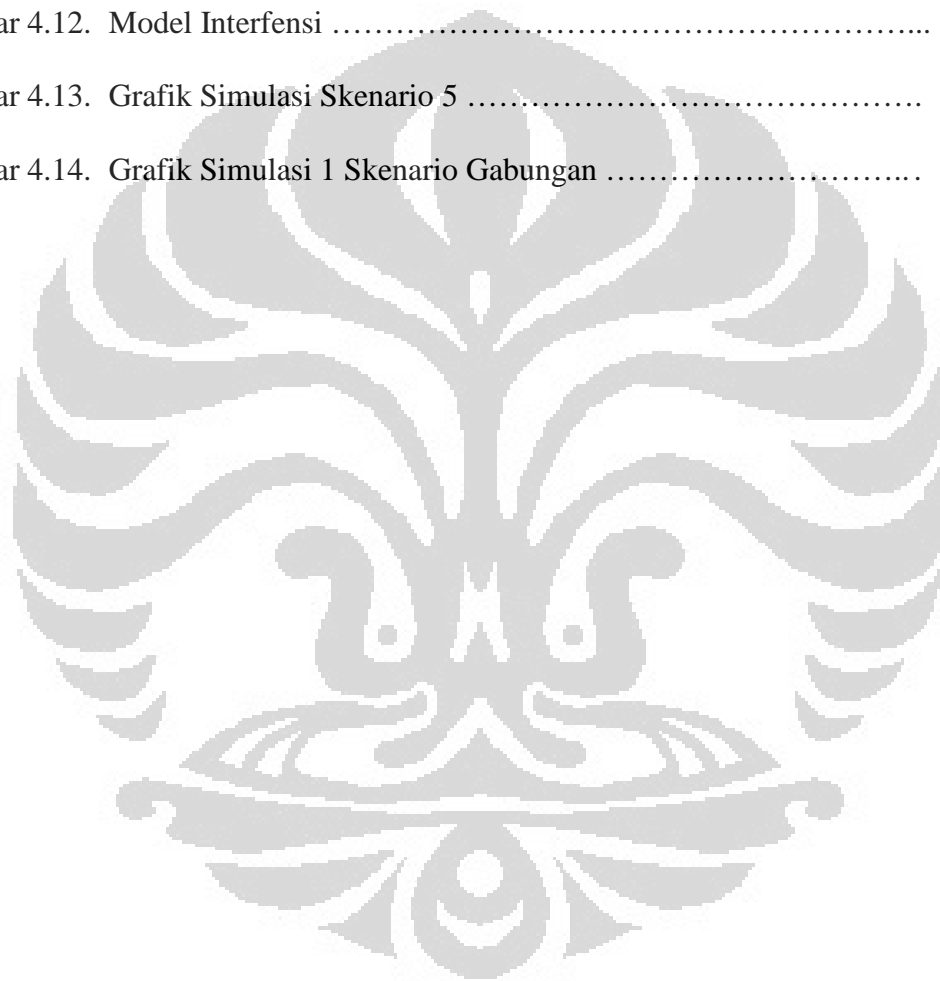 ar 4.12. Model Interfensi ………………………………………………...
ar 4.13. Grafik Simulasi Skenario 5 …………………………………….
ar 4.14. Grafik Simulasi 1 Skenario Gabungan ……………………….. .